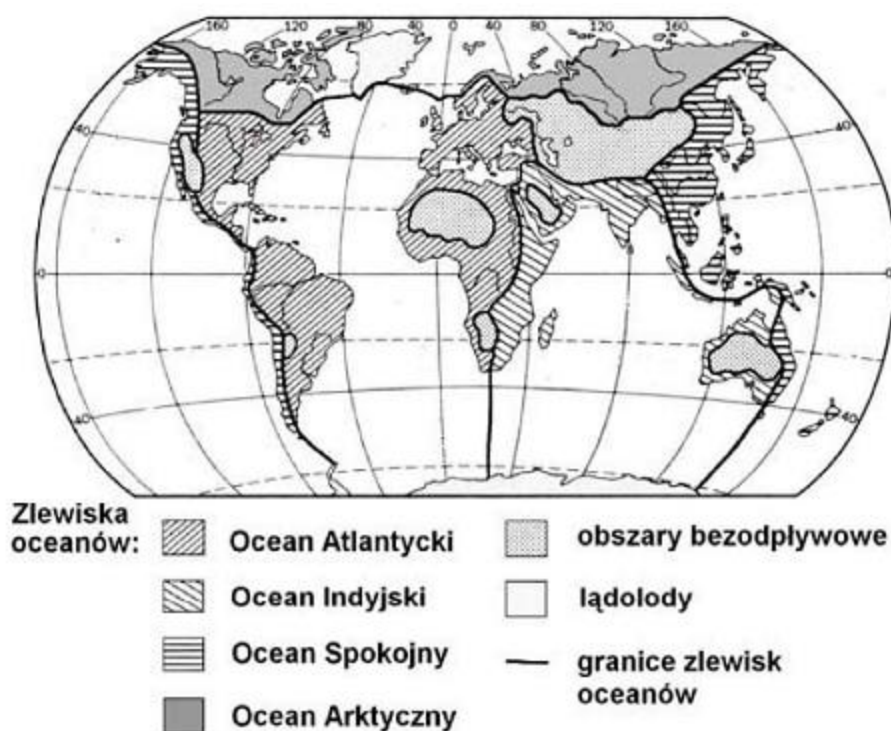 160 120 80 40 0 40 80 120 160
40 40
0 0
40 40
Zlewiska
oceanów:
Ocean Atlantycki
Ocean Indyjski
Ocean Spokojny
Ocean Arktyczny
obszary bezodpływowe
lądolody
granice zlewisk
oceanów